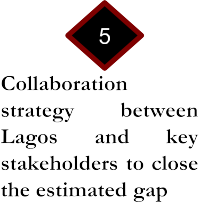 5
Collaboration
strategy between
Lagos and key
stakeholders to close
the estimated gap